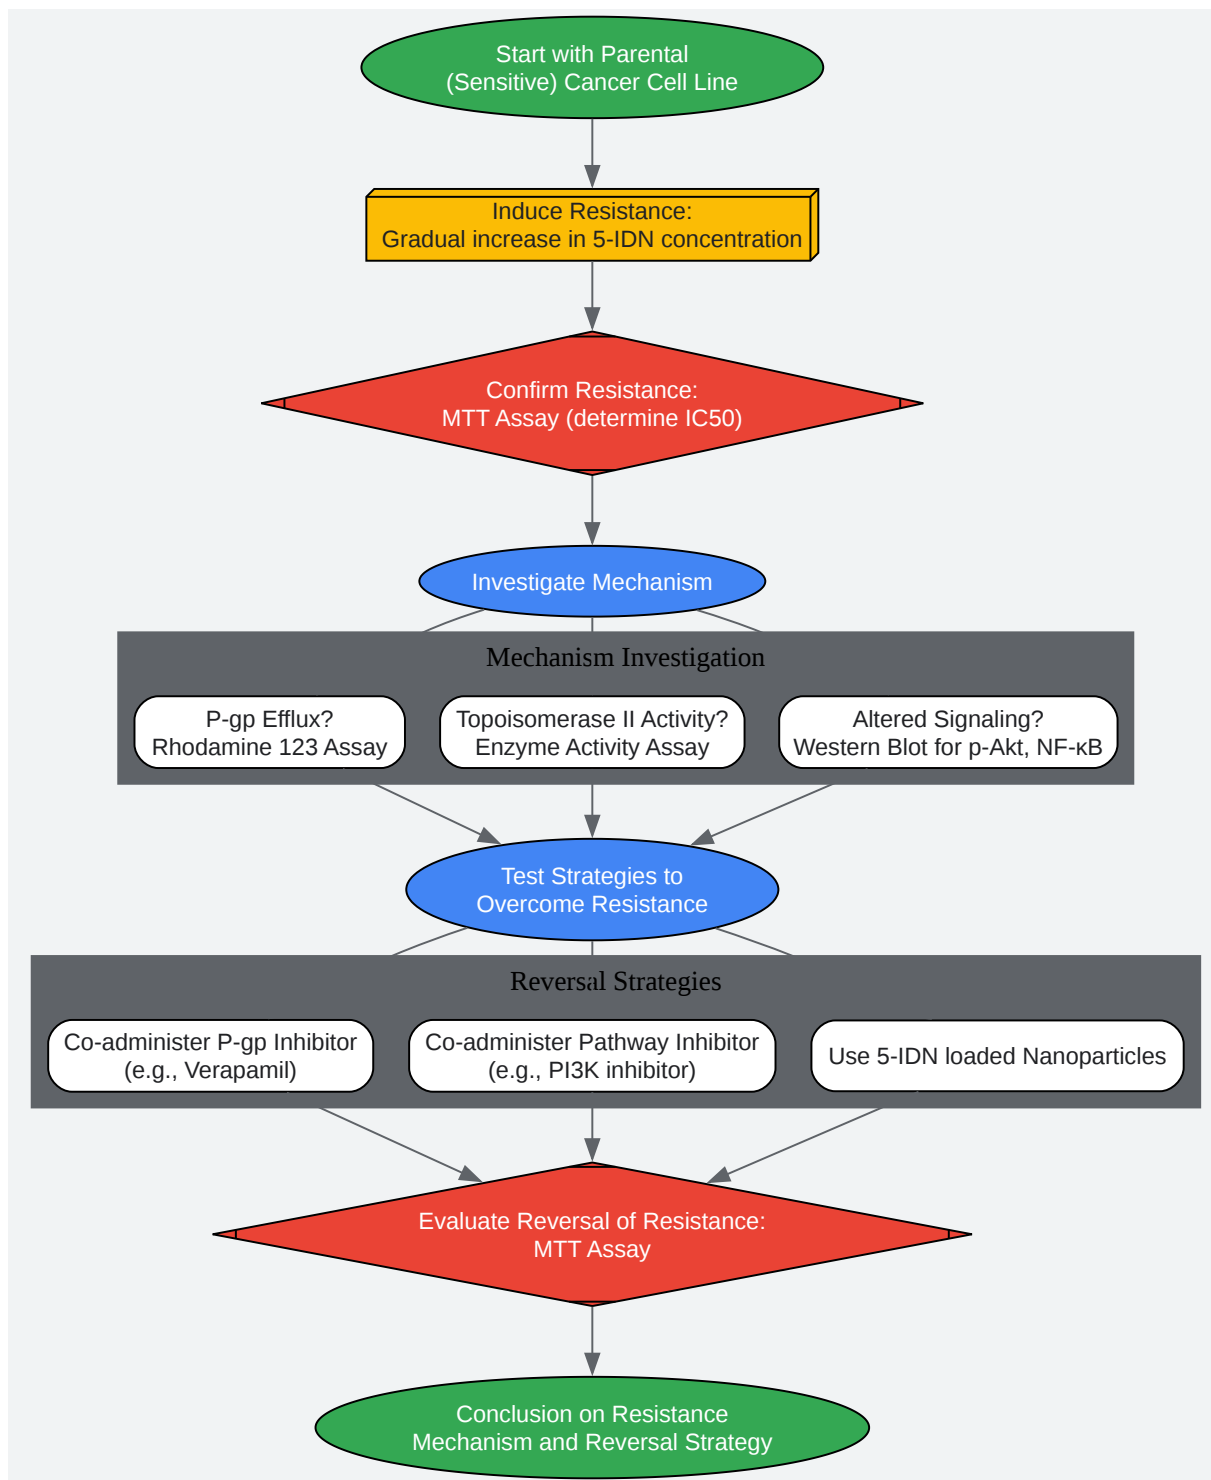 Start with Parental
(Sensitive) Cancer Cell Line
Induce Resistance:
Gradual increase in 5-IDN concentration
Confirm Resistance:
MTT Assay (determine IC50)
Investigate Mechanism
Mechanism Investigation
P-gp Efflux?
Rhodamine 123 Assay
Topoisomerase II Activity?
Enzyme Activity Assay
Altered Signaling?
Western Blot for p-Akt, NF-κB
Test Strategies to
Overcome Resistance
Reversal Strategies
Co-administer P-gp Inhibitor
(e.g., Verapamil)
Co-administer Pathway Inhibitor
(e.g., PI3K inhibitor)
Use 5-IDN loaded Nanoparticles
Evaluate Reversal of Resistance:
MTT Assay
Conclusion on Resistance
Mechanism and Reversal Strategy